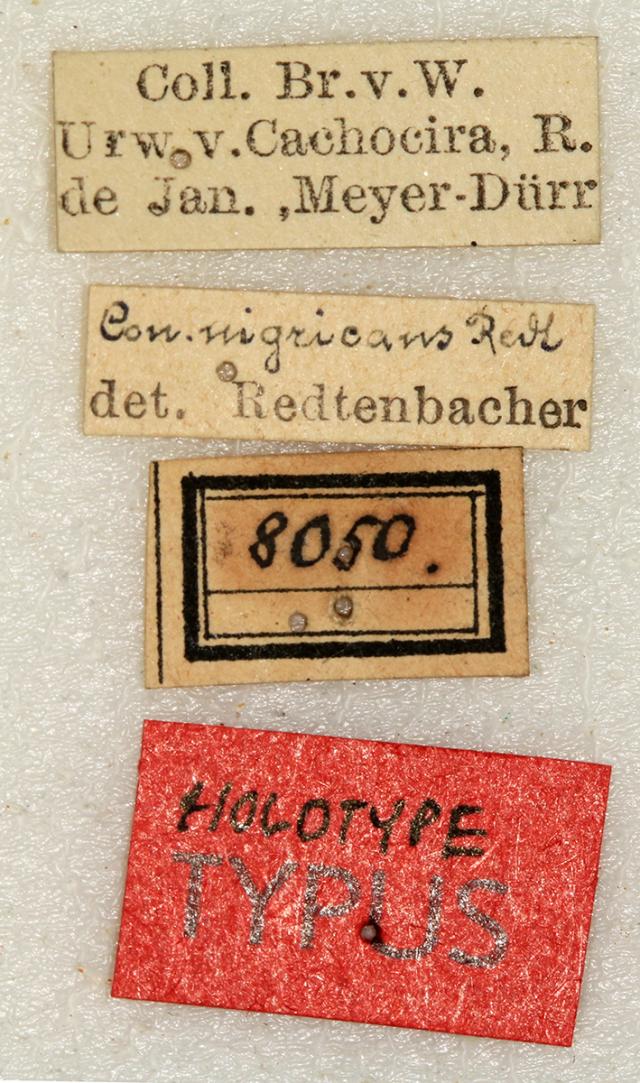 Coll. Br.v.W.
Urw.v.Cachocira, R.
de Jan. ,Meyer-Dürr
Con. nigricans Redt
det. Redtenbacher
8050.
HOLOTYPE
TYPUS